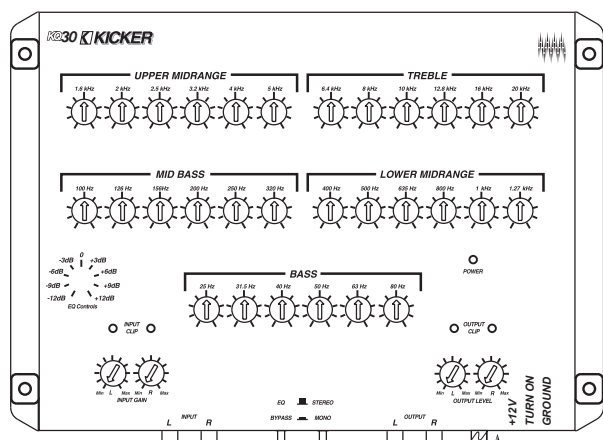 KQ30 KICKER
UPPER MIDRANGE TREBLE
1.6 kHz 2 kHz 2.5 kHz 3.2 kHz 4 kHz 5 kHz 6.4 kHz 8 kHz 10 kHz 12.8 kHz 16 kHz 20 kHz
MID BASS LOWER MIDRANGE
100 Hz 126 Hz 156Hz 200 Hz 250 Hz 320 Hz 400 Hz 500 Hz 635 Hz 800 Hz 1 kHz 1.27 kHz
0
-3dB +3dB
-6dB +6dB
-9dB +9dB
-12dB +12dB
EQ Controls
POWER
BASS
25 Hz 31.5 Hz 40 Hz 50 Hz 63 Hz 80 Hz
INPUT CLIP
OUTPUT CLIP
Min L Max Min R Max
INPUT GAIN
Min L Max Min R Max
OUTPUT LEVEL
+12V
TURN ON
GROUND
EQ STEREO
BYPASS MONO
INPUT
L R
OUTPUT
L R